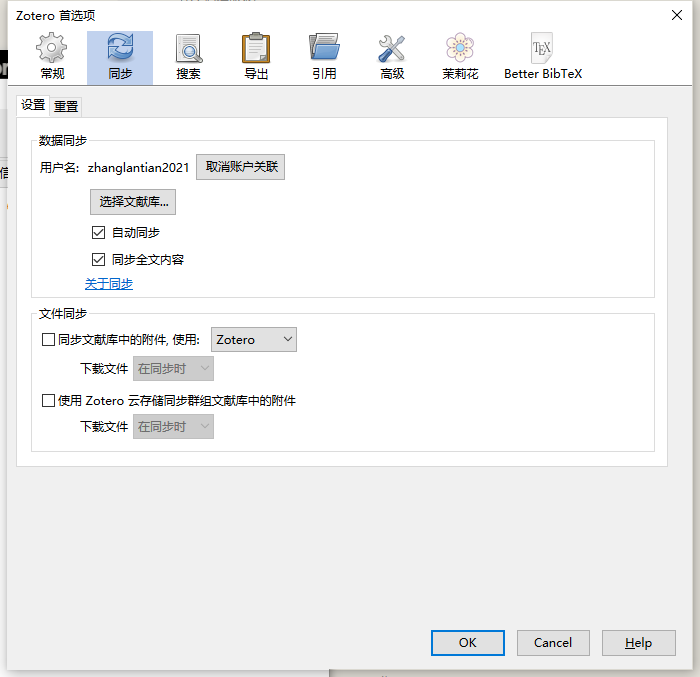 Zotero 首选项
常规 同步 搜索 导出 引用 高级 茉莉花 Better BibTeX
设置 重置
数据同步
用户名: zhanglantian2021 取消账户关联
选择文献库...
自动同步
同步全文内容
关于同步
文件同步
同步文献库中的附件, 使用: Zotero
下载文件 在同步时
使用 Zotero 云存储同步群组文献库中的附件
下载文件 在同步时
OK Cancel Help